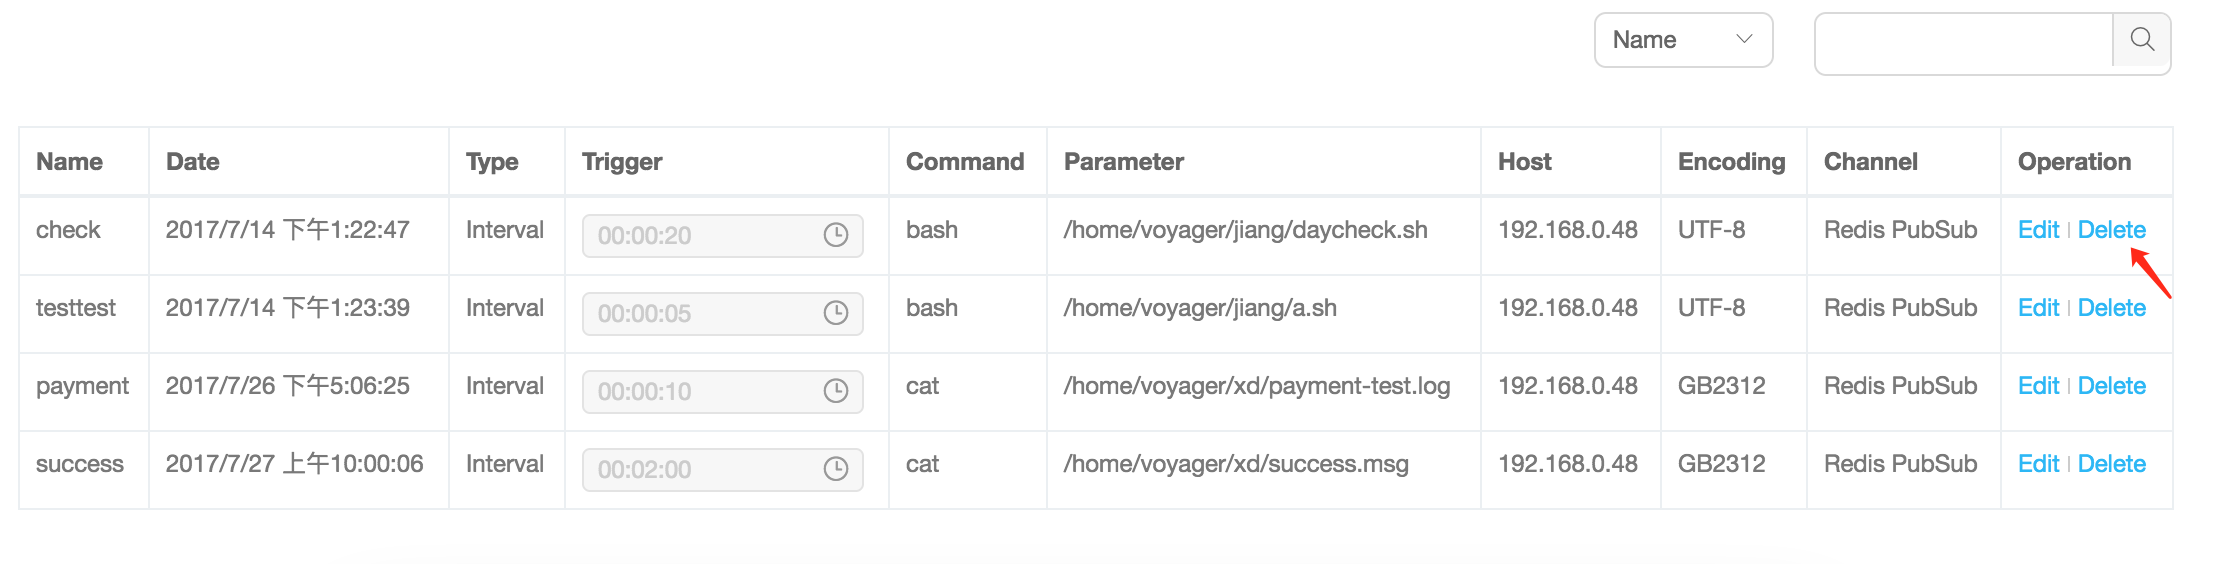 Name
Name Date Type Trigger Command Parameter Host Encoding Channel Operation
check 2017/7/14 下午1:22:47 Interval 00:00:20 bash /home/voyager/jiang/daycheck.sh 192.168.0.48 UTF-8 Redis PubSub Edit | Delete
testtest 2017/7/14 下午1:23:39 Interval 00:00:05 bash /home/voyager/jiang/a.sh 192.168.0.48 UTF-8 Redis PubSub Edit | Delete
payment 2017/7/26 下午5:06:25 Interval 00:00:10 cat /home/voyager/xd/payment-test.log 192.168.0.48 GB2312 Redis PubSub Edit | Delete
success 2017/7/27 上午10:00:06 Interval 00:02:00 cat /home/voyager/xd/success.msg 192.168.0.48 GB2312 Redis PubSub Edit | Delete